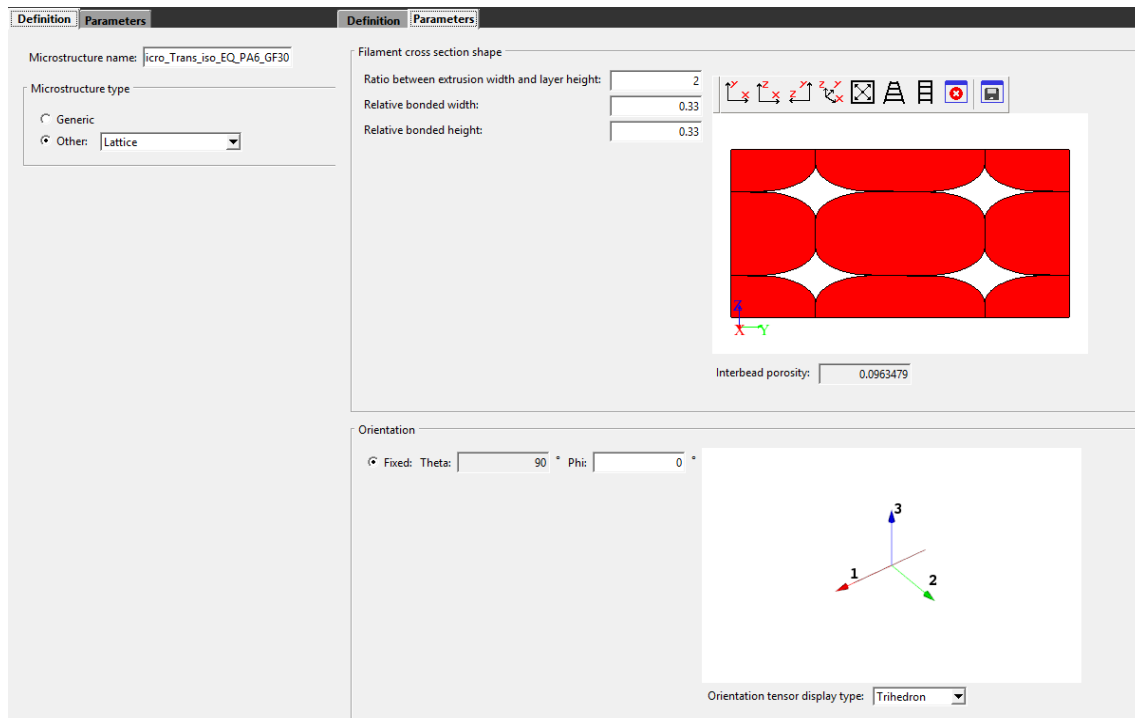 Definition Parameters
Microstructure name: icro_Trans_iso_EQ_PA6_GF30
Microstructure type
Generic
Other: Lattice
Definition Parameters
Filament cross section shape
Ratio between extrusion width and layer height: 2
Relative bonded width: 0.33
Relative bonded height: 0.33
Y X Z X Z Y Z Y X
Z
X Y
Interbead porosity: 0.0963479
Orientation
Fixed: Theta: 90 ° Phi: 0 °
3
1
2
Orientation tensor display type: Trihedron